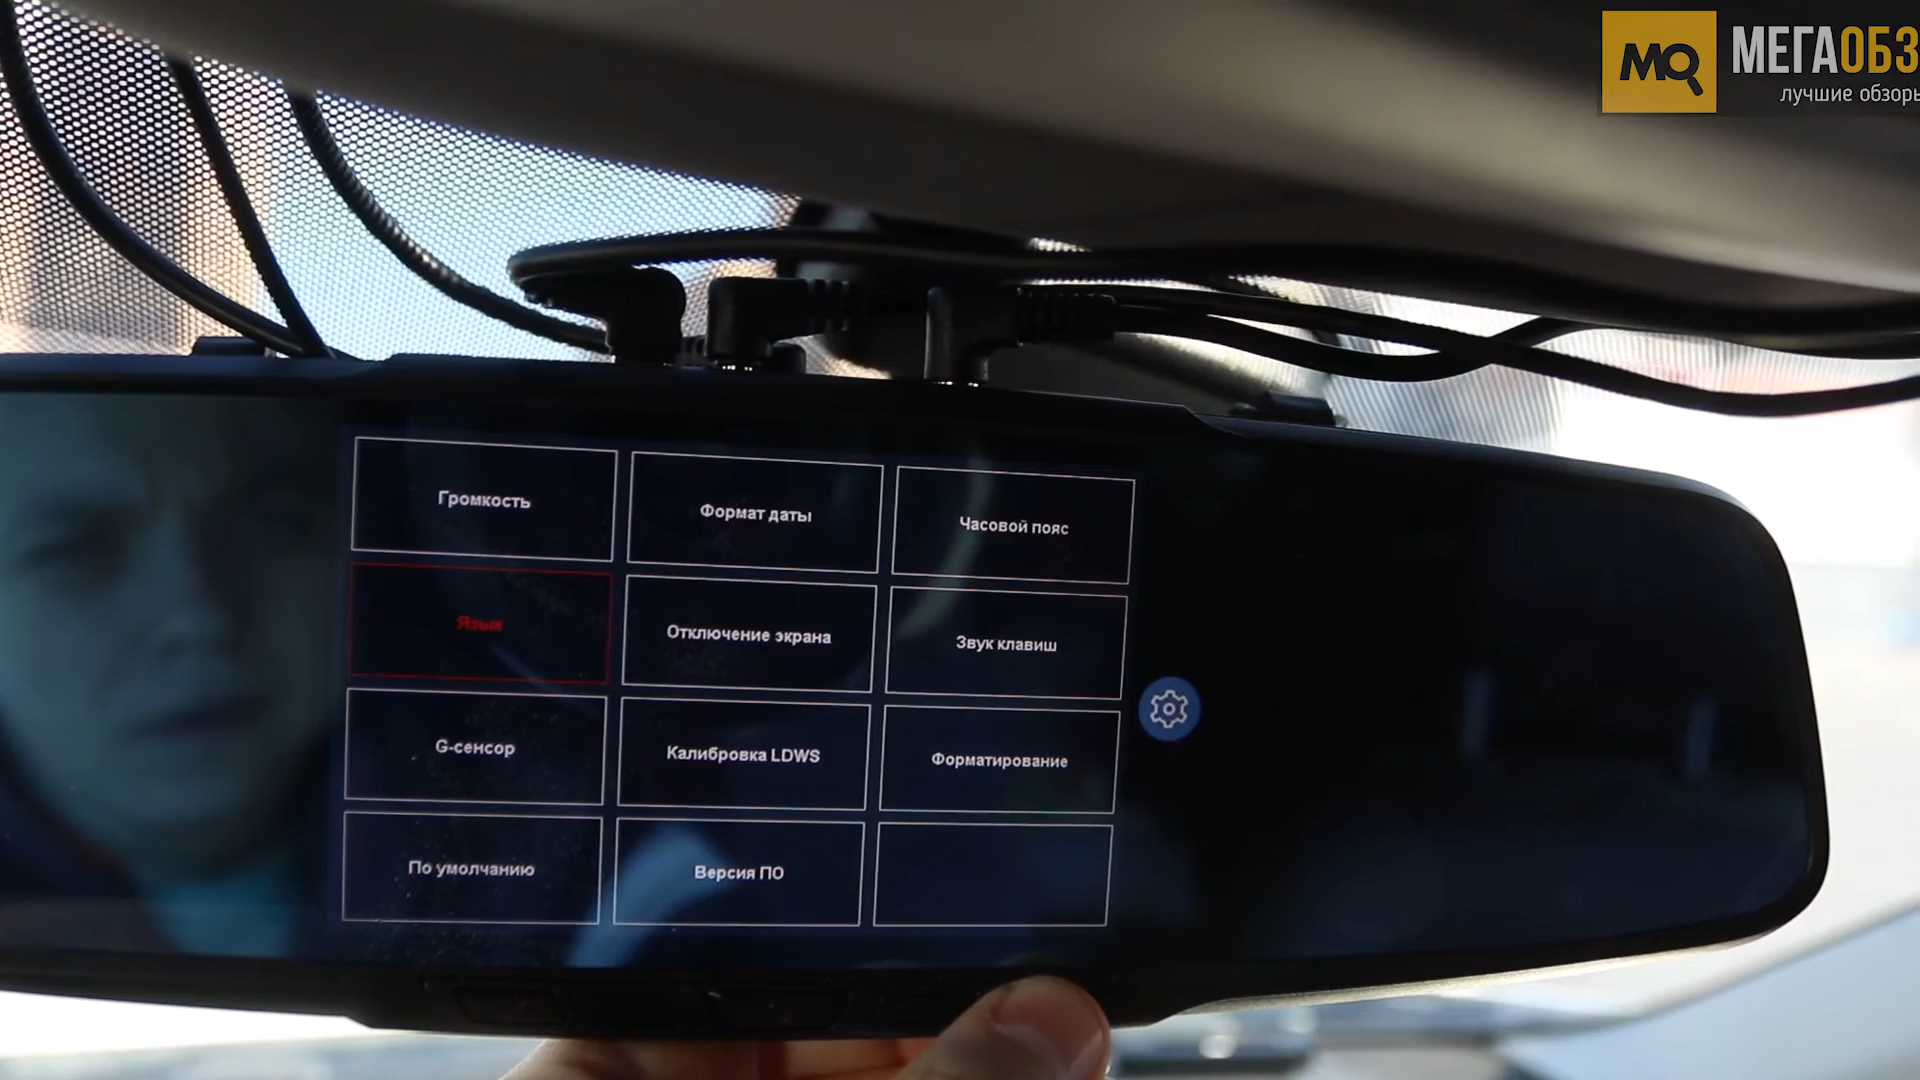 MQ МЕГАОБЗ
лучшие обзоры
Громкость
Формат даты
Часовой пояс
Язык
Отключение экрана
Звук клавиш
G-сенсор
Калибровка LDWS
Форматирование
По умолчанию
Версия ПО